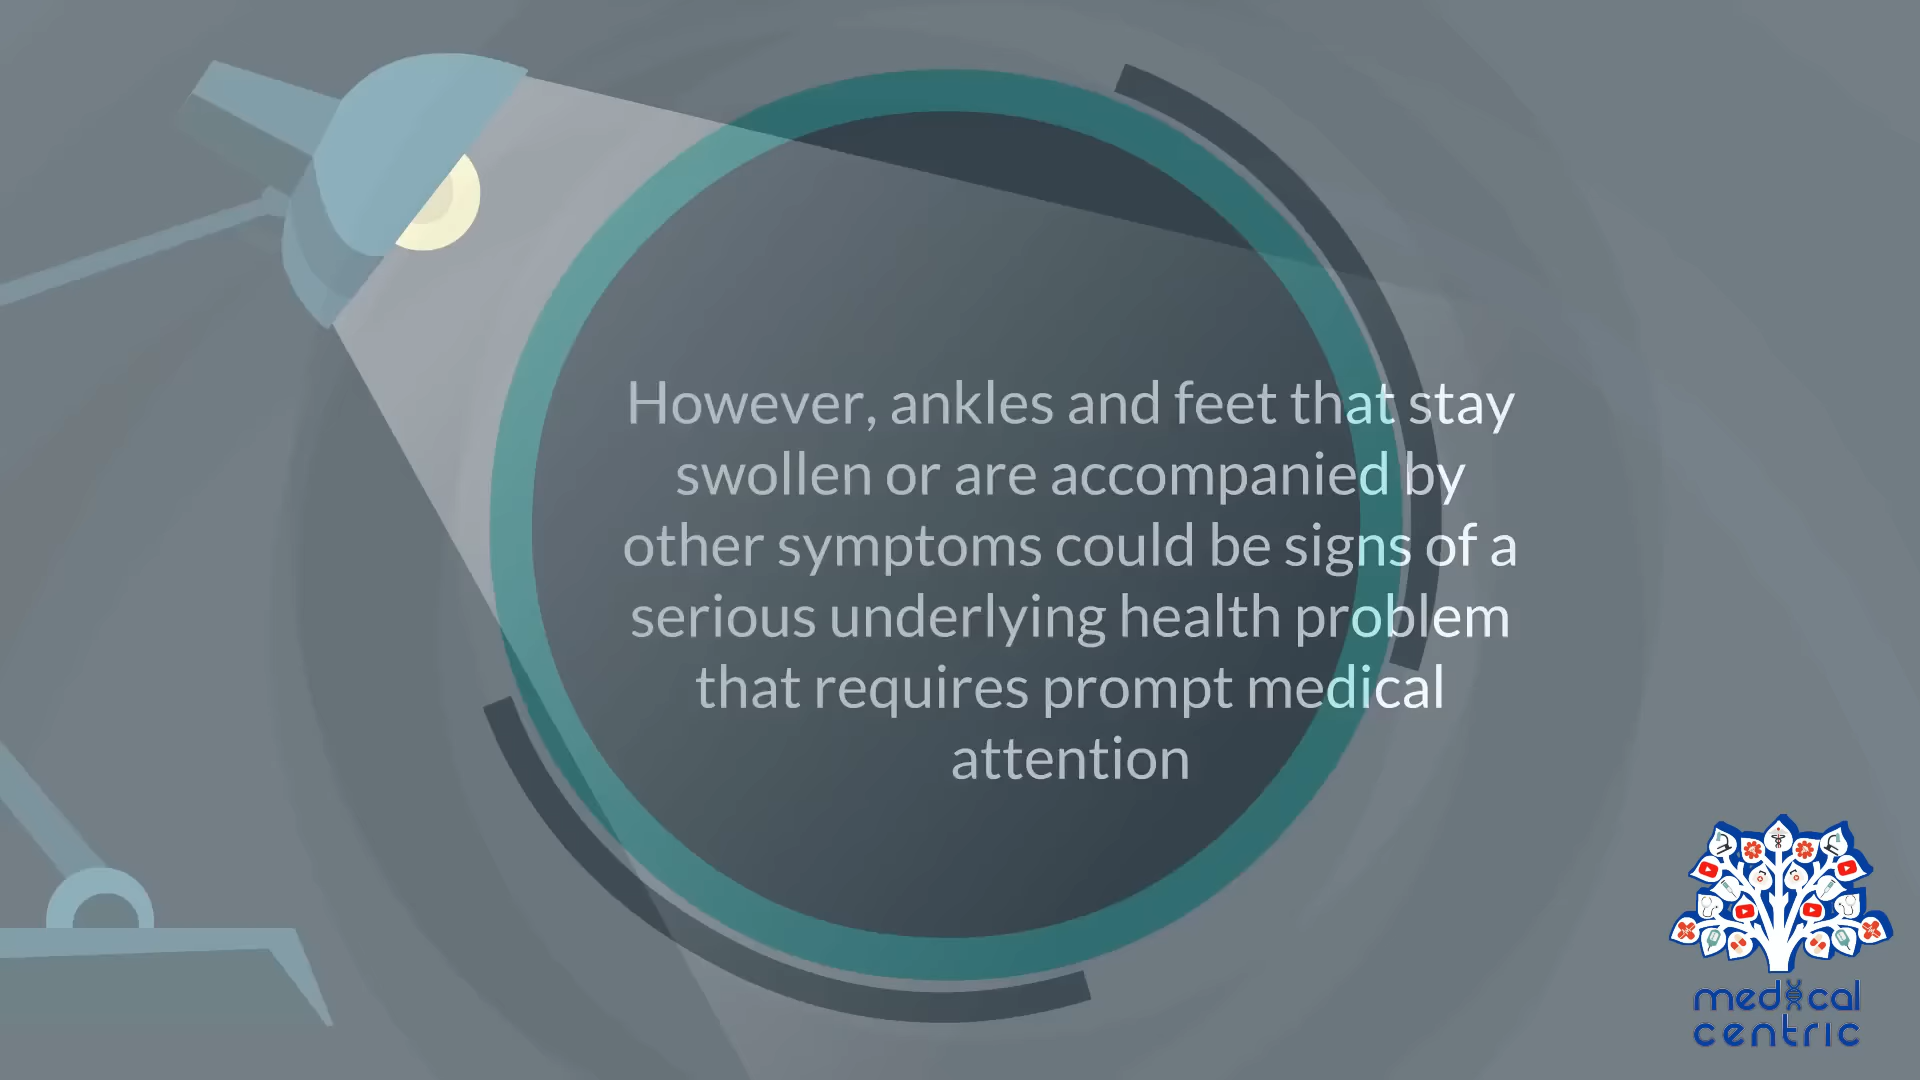 However, ankles and feet that stay
swollen or are accompanied by
other symptoms could be signs of a
serious underlying health problem
that requires prompt medical
attention
medical
centric